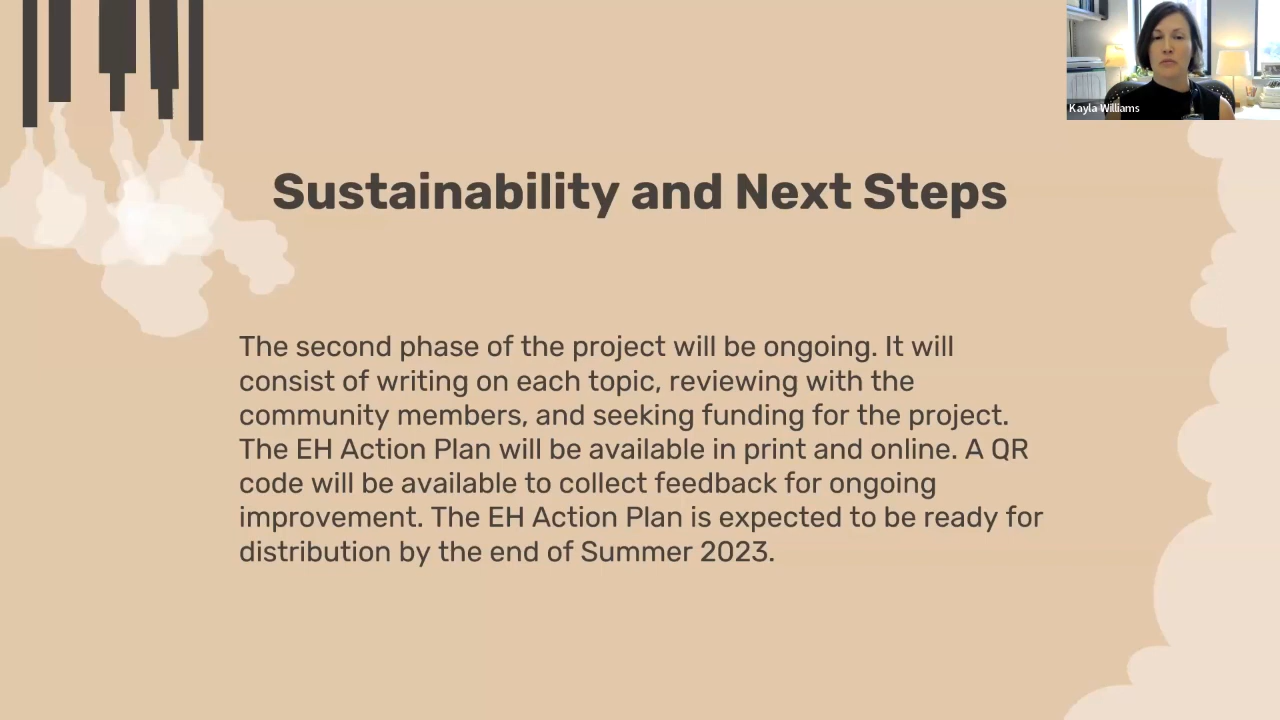 Kayla Williams
Sustainability and Next Steps
The second phase of the project will be ongoing. It will
consist of writing on each topic, reviewing with the
community members, and seeking funding for the project.
The EH Action Plan will be available in print and online. A QR
code will be available to collect feedback for ongoing
improvement. The EH Action Plan is expected to be ready for
distribution by the end of Summer 2023.